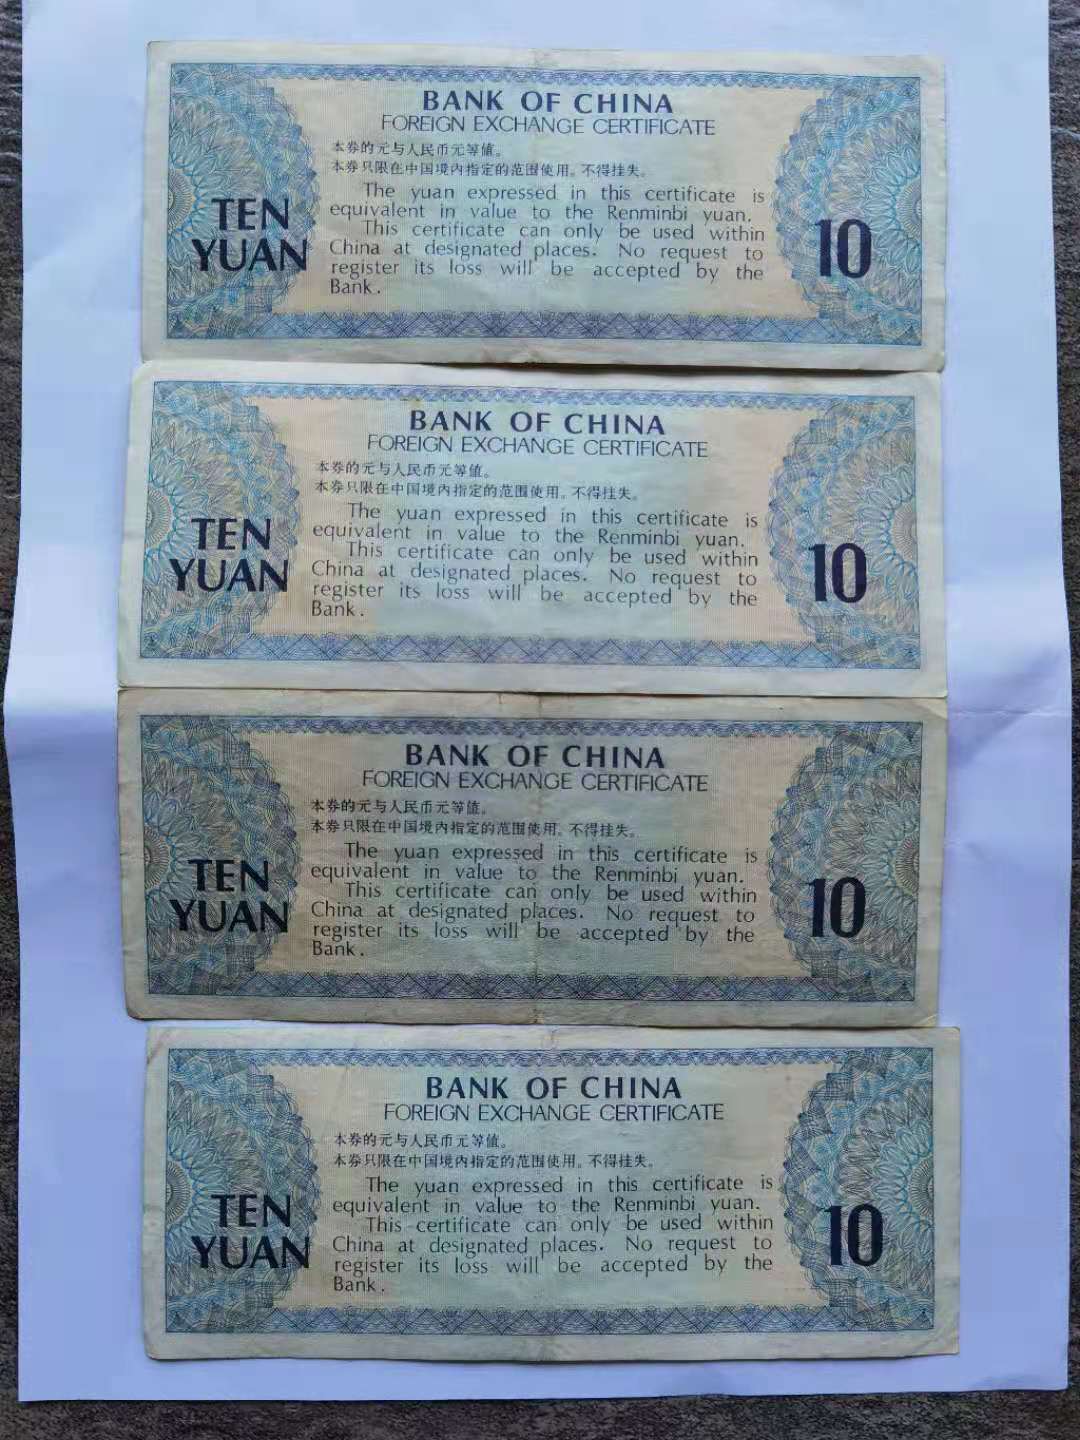 BANK OF CHINA
FOREIGN EXCHANGE CERTIFICATE
本券的元与人民币元等值。
本券只限在中国境内指定的范围使用。不得挂失。
The yuan expressed in this certificate is
equivalent in value to the Renminbi yuan.
This certificate can only be used within
China at designated places. No request to
register its loss will be accepted by the
Bank.
TEN
YUAN
10
BANK OF CHINA
FOREIGN EXCHANGE CERTIFICATE
本券的元与人民币元等值。
本券只限在中国境内指定的范围使用。不得挂失。
The yuan expressed in this certificate is
equivalent in value to the Renminbi yuan.
This certificate can only be used within
China at designated places. No request to
register its loss will be accepted by the
Bank.
TEN
YUAN
10
BANK OF CHINA
FOREIGN EXCHANGE CERTIFICATE
本券的元与人民币元等值。
本券只限在中国境内指定的范围使用。不得挂失。
The yuan expressed in this certificate is
equivalent in value to the Renminbi yuan.
This certificate can only be used within
China at designated places. No request to
register its loss will be accepted by the
Bank.
TEN
YUAN
10
BANK OF CHINA
FOREIGN EXCHANGE CERTIFICATE
本券的元与人民币元等值。
本券只限在中国境内指定的范围使用。不得挂失。
The yuan expressed in this certificate is
equivalent in value to the Renminbi yuan.
This certificate can only be used within
China at designated places. No request to
register its loss will be accepted by the
Bank.
TEN
YUAN
10